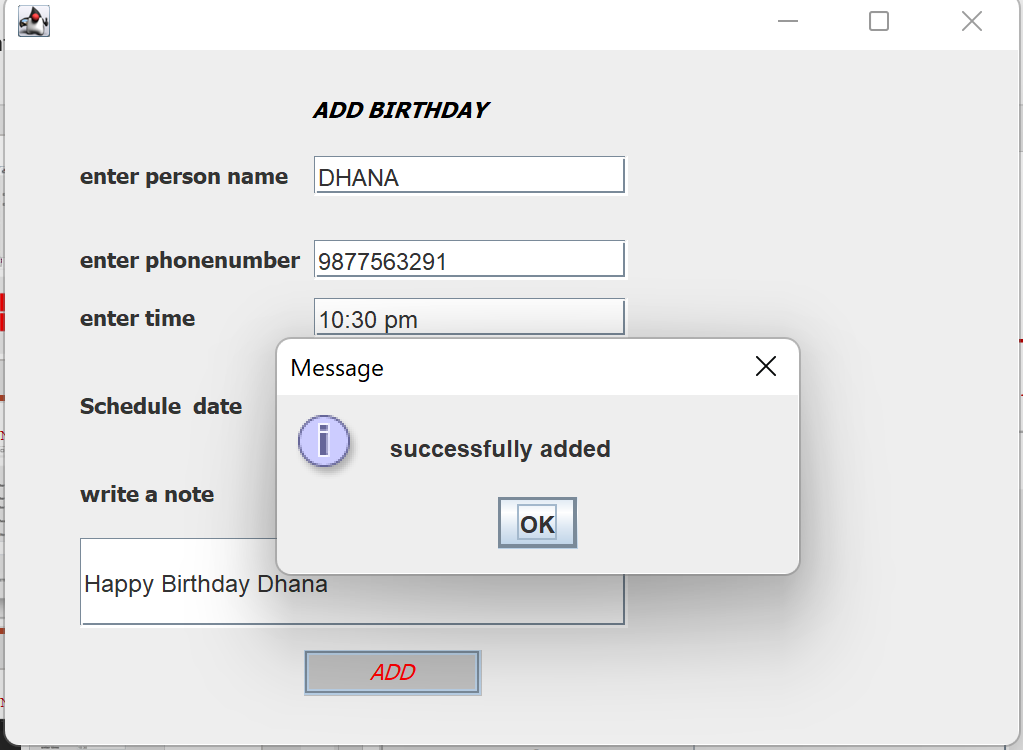 ADD BIRTHDAY
enter person name DHANA
enter phonenumber 9877563291
enter time 10:30 pm
Message
Schedule  date
successfully added
write a note
OK
Happy Birthday Dhana
ADD